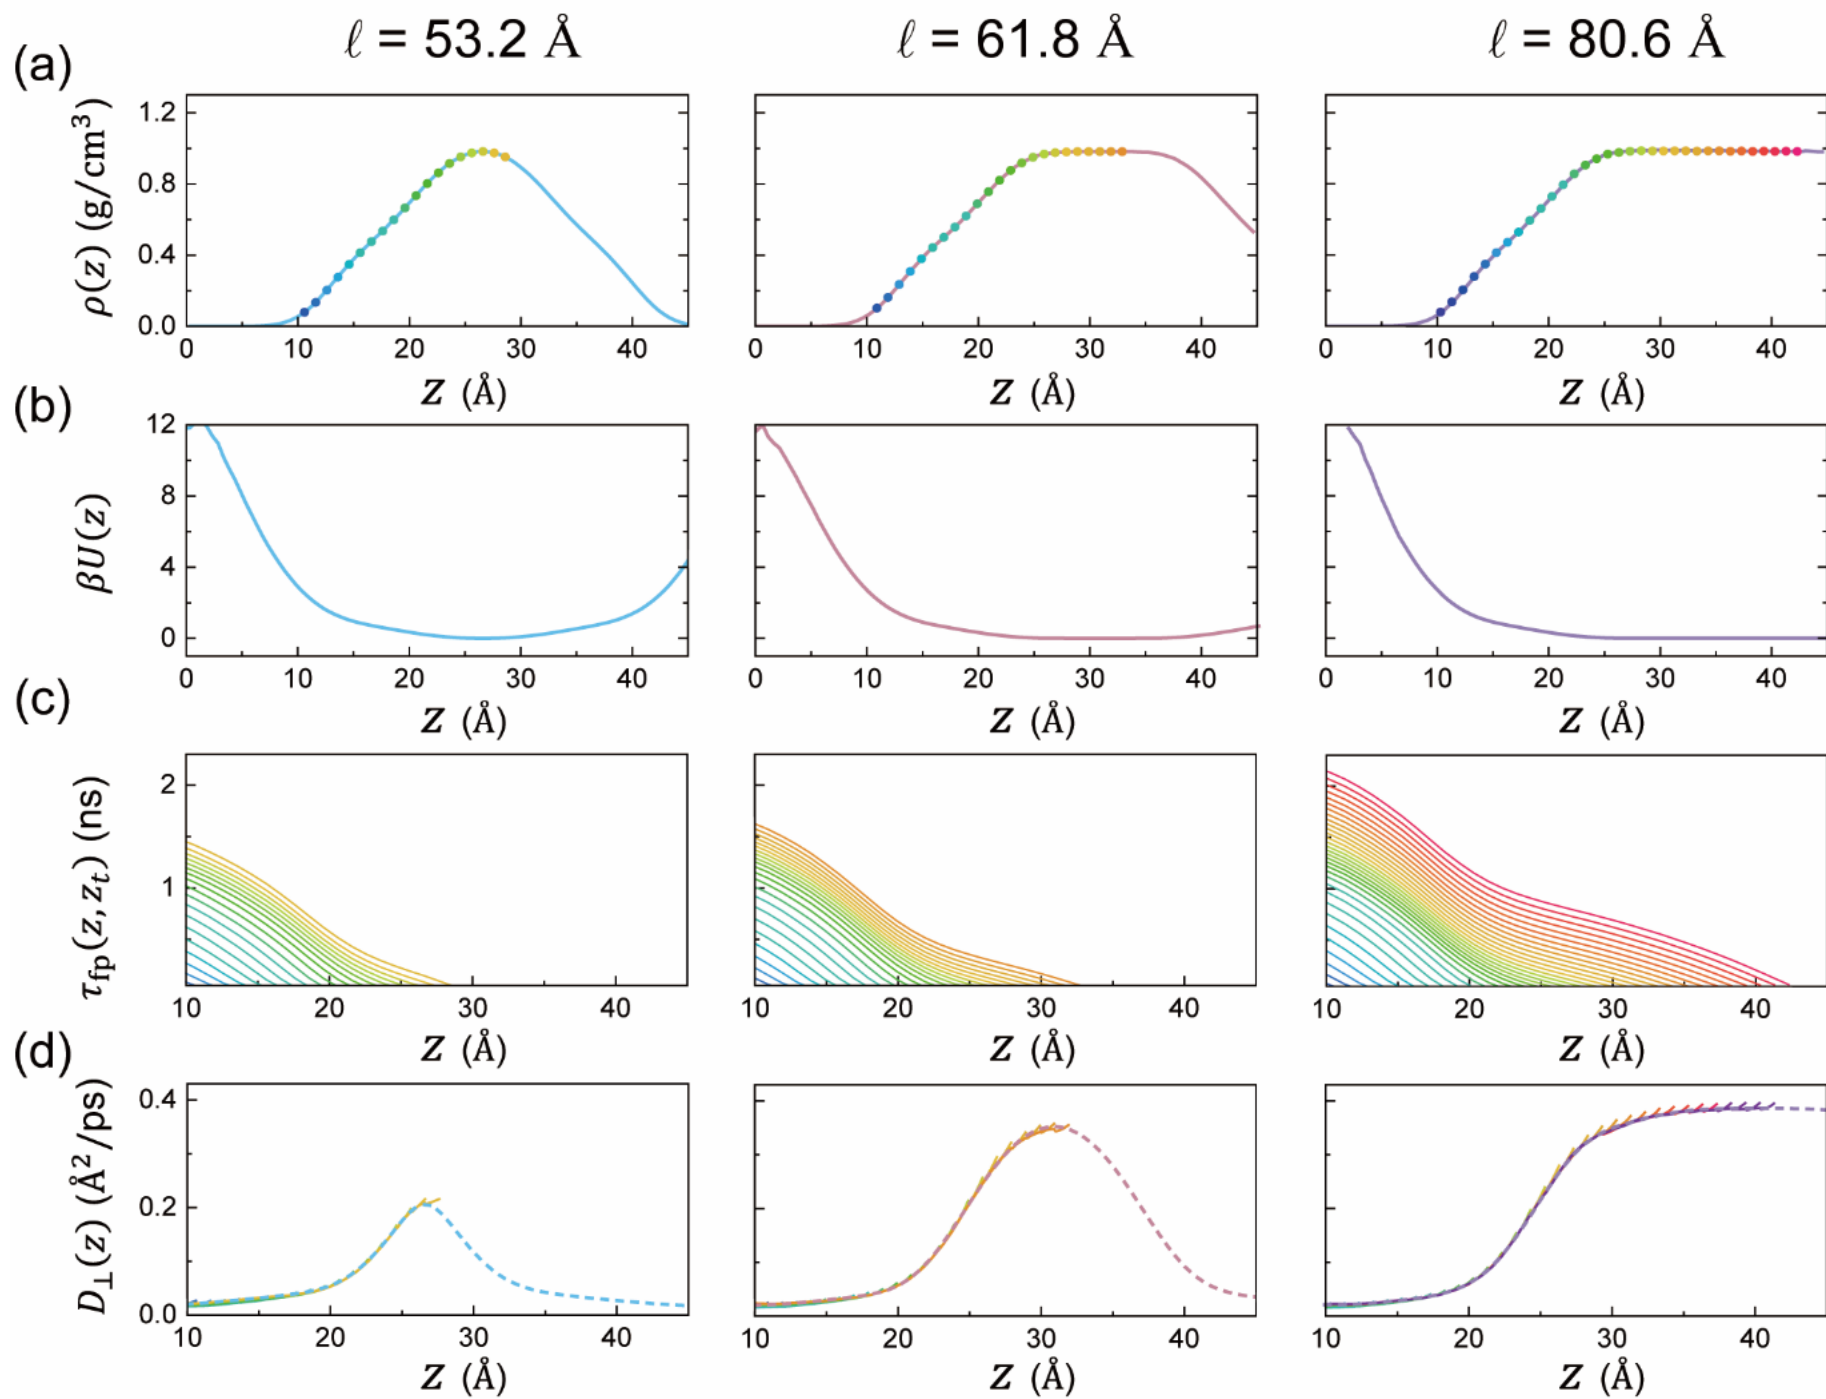 ℓ = 53.2 Å ℓ = 61.8 Å ℓ = 80.6 Å
(a)
ρ(z) (g/cm³)
1.2
0.8
0.4
0.0
0 10 20 30 40 0 10 20 30 40 0 10 20 30 40
Z (Å) Z (Å) Z (Å)
(b)
βU(z)
12
8
4
0
0 10 20 30 40 0 10 20 30 40 0 10 20 30 40
Z (Å) Z (Å) Z (Å)
(c)
τfp(z, zt) (ns)
2
1
10 20 30 40 10 20 30 40 10 20 30 40
Z (Å) Z (Å) Z (Å)
(d)
D⊥(z) (Å²/ps)
0.4
0.2
0.0
10 20 30 40 10 20 30 40 10 20 30 40
Z (Å) Z (Å) Z (Å)